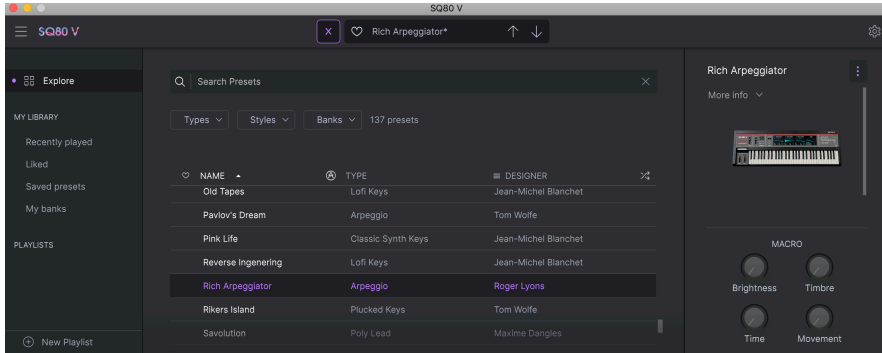 SQ80 V
SQ80 V
X Rich Arpeggiator*
Explore
MY LIBRARY
Recently played
Liked
Saved presets
My banks
PLAYLISTS
New Playlist
Search Presets
Types Styles Banks 137 presets
NAME TYPE DESIGNER
Old Tapes Lofi Keys Jean-Michel Blanchet
Pavlov's Dream Arpeggio Tom Wolfe
Pink Life Classic Synth Keys Jean-Michel Blanchet
Reverse Ingenering Lofi Keys Jean-Michel Blanchet
Rich Arpeggiator Arpeggio Roger Lyons
Rikers Island Plucked Keys Tom Wolfe
Savolution Poly Lead Maxime Dangles
Rich Arpeggiator
More info
MACRO
Brightness Timbre
Time Movement